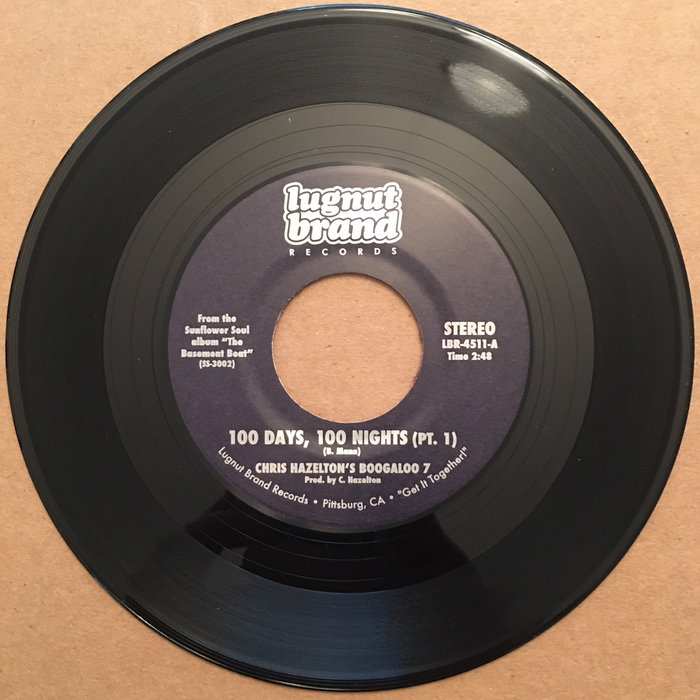 lugnut
brand
RECORDS
From the
Sunflower Soul
album "The
Basement Beat"
(SS-3002)
STEREO
LBR-4511-A
Time 2:48
100 DAYS, 100 NIGHTS (PT. 1)
(B. Mann)
CHRIS HAZELTON'S BOOGALOO 7
Prod. by C. Hazelton
Lugnut Brand Records • Pittsburg, CA • "Get It Together!"